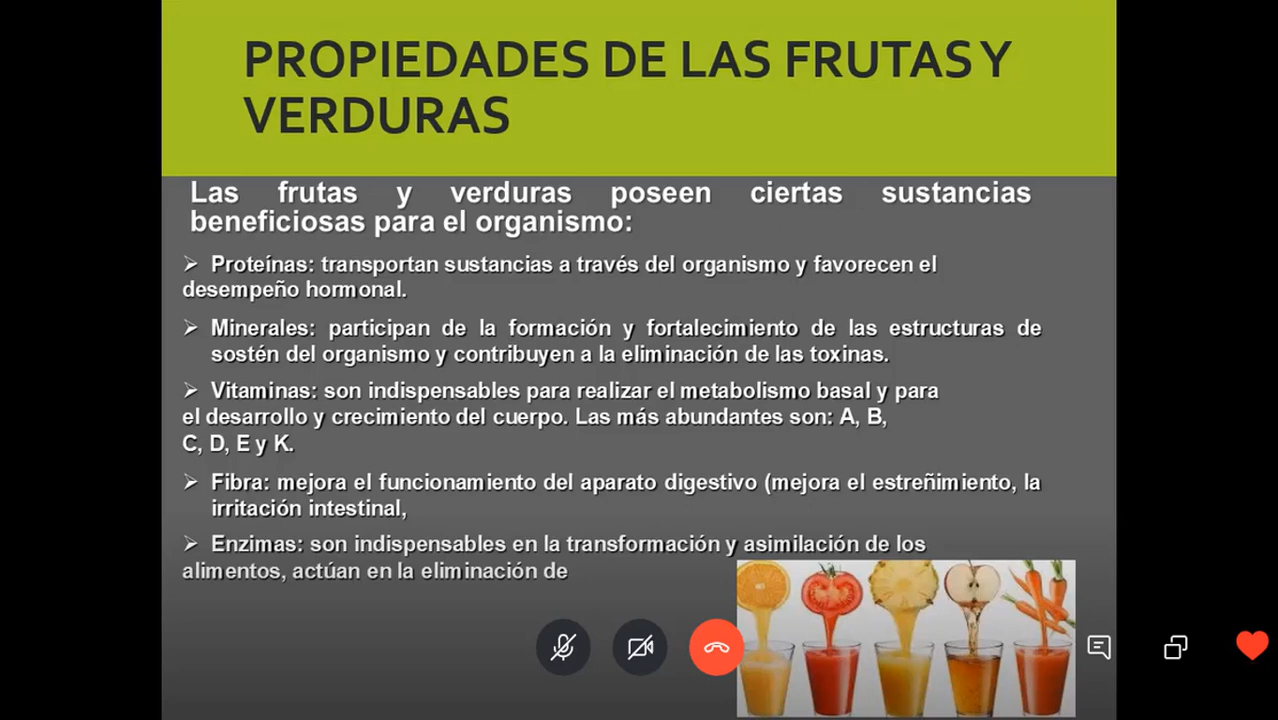 PROPIEDADES DE LAS FRUTAS Y
VERDURAS
Las frutas y verduras poseen ciertas sustancias
beneficiosas para el organismo:
➢ Proteínas: transportan sustancias a través del organismo y favorecen el
desempeño hormonal.
➢ Minerales: participan de la formación y fortalecimiento de las estructuras de
sostén del organismo y contribuyen a la eliminación de las toxinas.
➢ Vitaminas: son indispensables para realizar el metabolismo basal y para
el desarrollo y crecimiento del cuerpo. Las más abundantes son: A, B,
C, D, E y K.
➢ Fibra: mejora el funcionamiento del aparato digestivo (mejora el estreñimiento, la
irritación intestinal,
➢ Enzimas: son indispensables en la transformación y asimilación de los
alimentos, actúan en la eliminación de